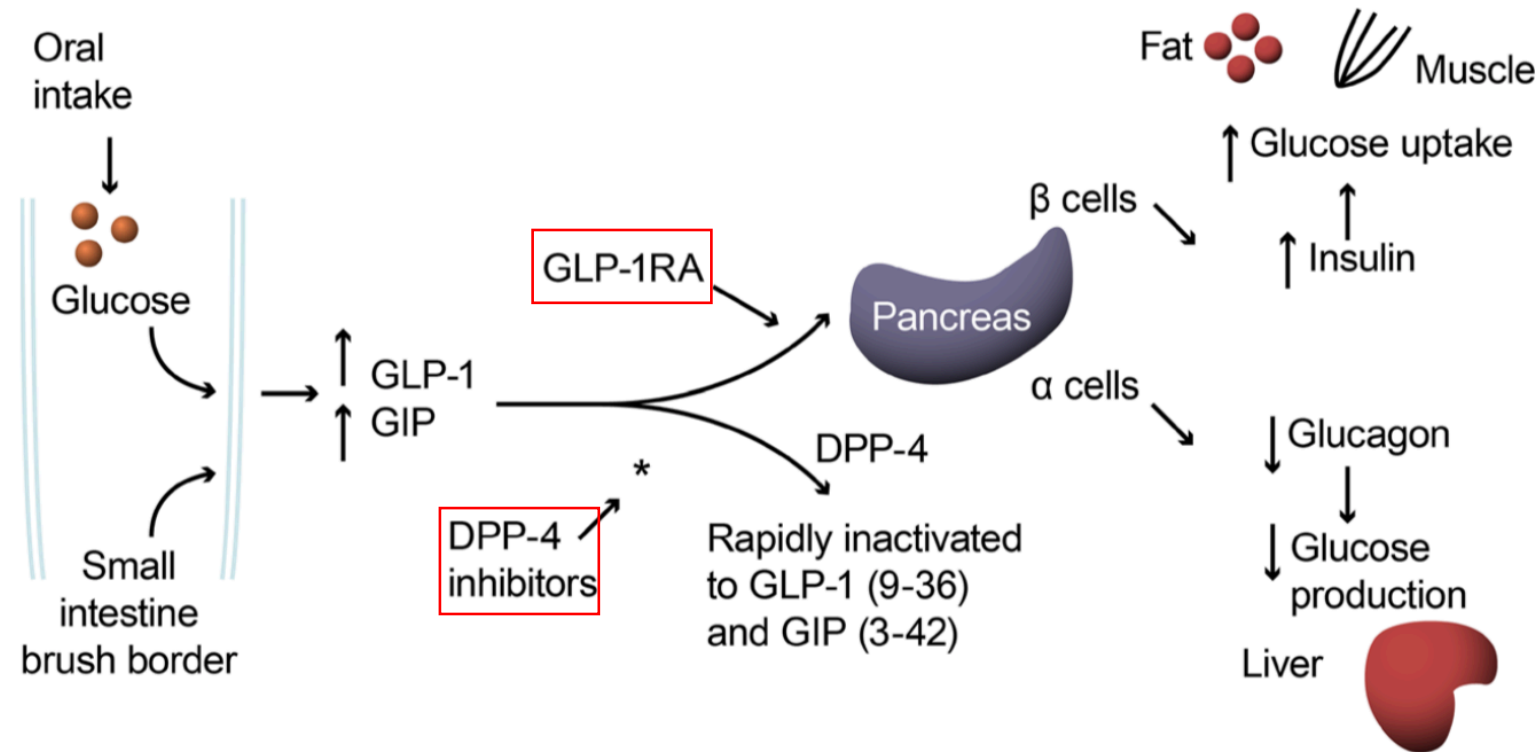 Oral
intake
Glucose
Small
intestine
brush border
GLP-1
GIP
GLP-1RA
*
DPP-4
inhibitors
DPP-4
Rapidly inactivated
to GLP-1 (9-36)
and GIP (3-42)
Pancreas
β cells
α cells
Fat
Muscle
Glucose uptake
Insulin
Glucagon
Glucose
production
Liver